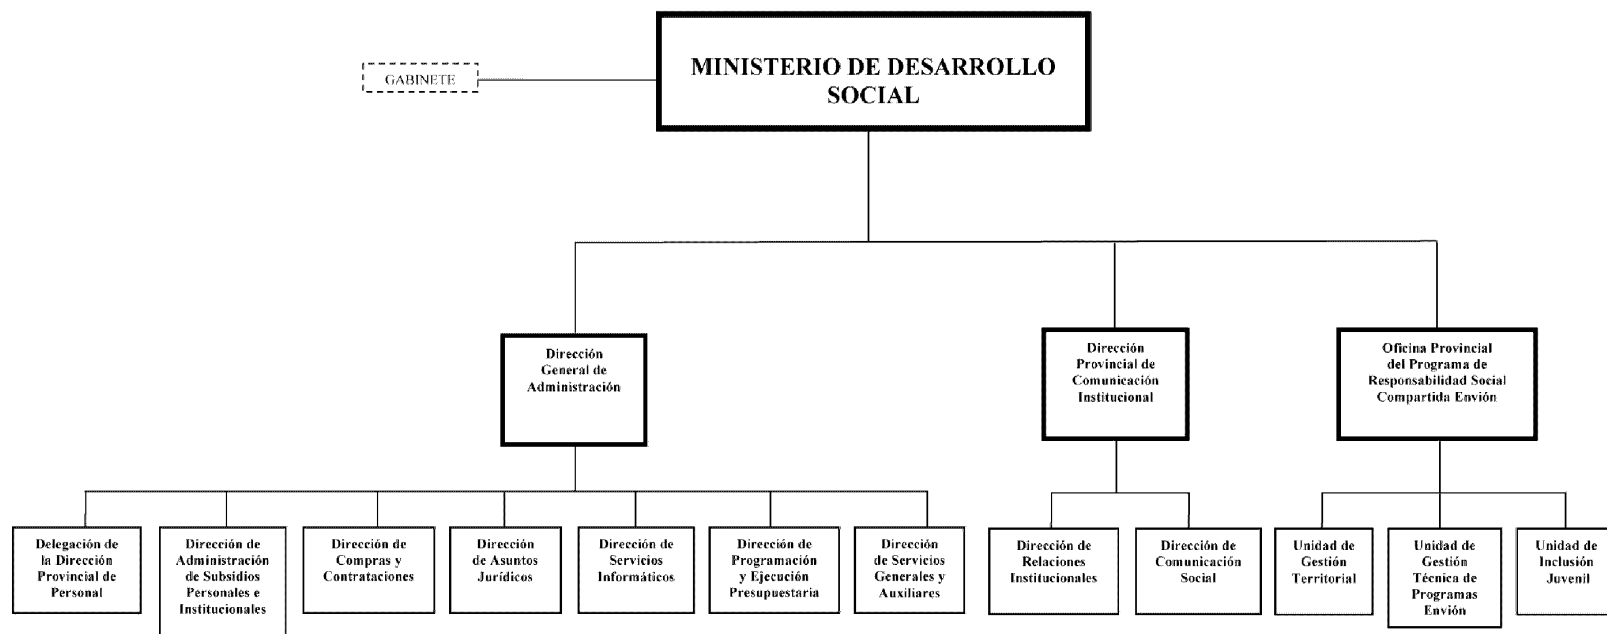 MINISTERIO DE DESARROLLO
SOCIAL
GABINETE
Dirección
General de
Administración
Dirección
Provincial de
Comunicación
Institucional
Oficina Provincial
del Programa de
Responsabilidad Social
Compartida Envión
Delegación de
la Dirección
Provincial de
Personal
Dirección de
Administración
de Subsidios
Personales e
Institucionales
Dirección de
Compras y
Contrataciones
Dirección
de Asuntos
Jurídicos
Dirección de
Servicios
Informáticos
Dirección de
Programación
y Ejecución
Presupuestaria
Dirección
de Servicios
Generales y
Auxiliares
Dirección de
Relaciones
Institucionales
Dirección de
Comunicación
Social
Unidad de
Gestión
Territorial
Unidad de
Gestión
Técnica de
Programas
Envión
Unidad de
Inclusión
Juvenil